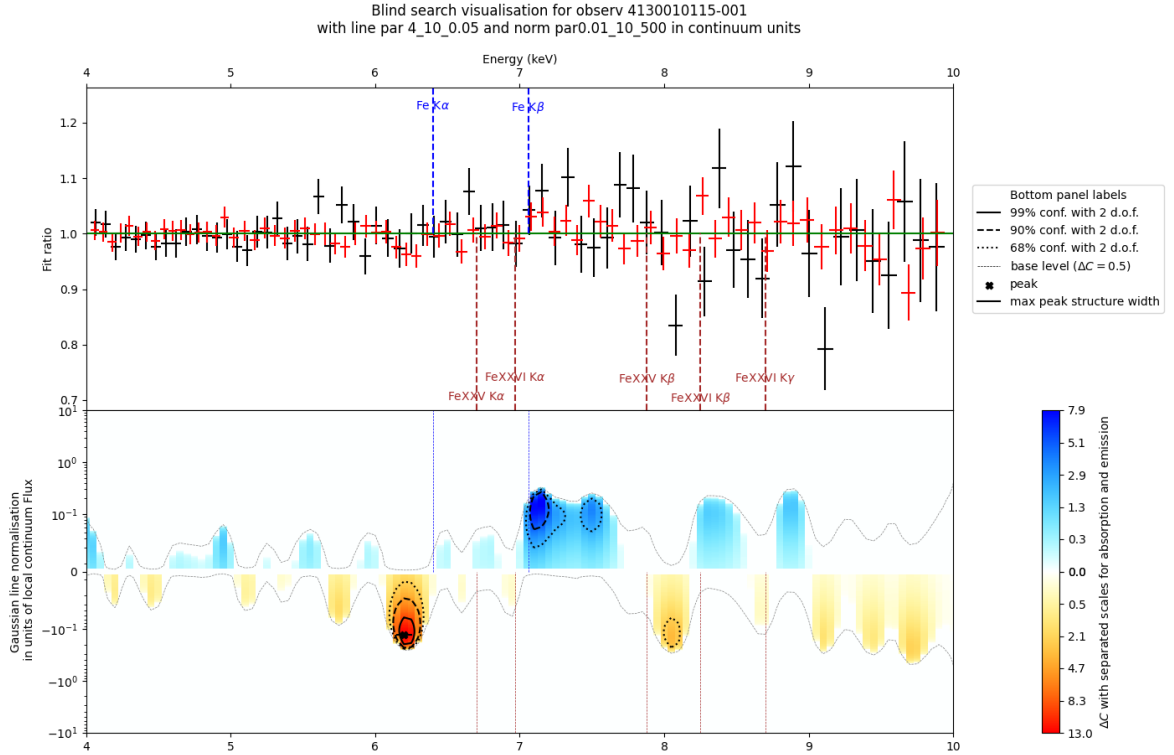 Blind search visualisation for observ 4130010115-001
with line par 4_10_0.05 and norm par0.01_10_500 in continuum units
Energy (keV)
4 5 6 7 8 9 10
Fe Kα
Fe Kβ
1.2
1.1
1.0
0.9
0.8
0.7
Fit ratio
FeXXVI Kα
FeXXV Kβ
FeXXVI Kγ
FeXXV Kα
FeXXVI Kβ
Bottom panel labels
99% conf. with 2 d.o.f.
90% conf. with 2 d.o.f.
68% conf. with 2 d.o.f.
base level (ΔC = 0.5)
peak
max peak structure width
10¹
10⁰
10⁻¹
0
−10⁻¹
−10⁰
−10¹
Gaussian line normalisation
in units of local continuum Flux
4 5 6 7 8 9 10
7.9
5.1
2.9
1.3
0.3
0.0
0.5
2.1
4.7
8.3
13.0
ΔC with separated scales for absorption and emission